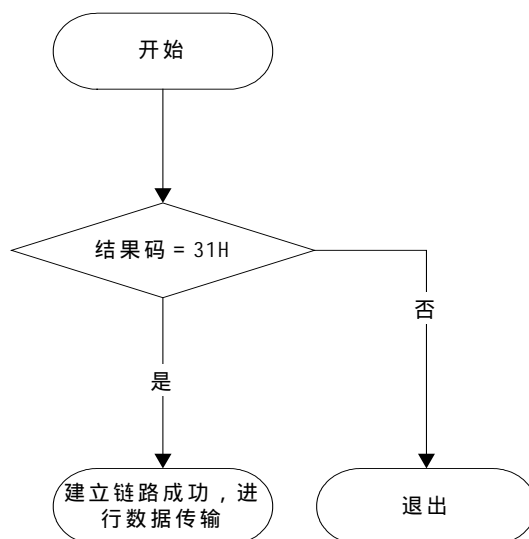 开始
结果码 = 31H
否
是
建立链路成功，进
行数据传输
退出